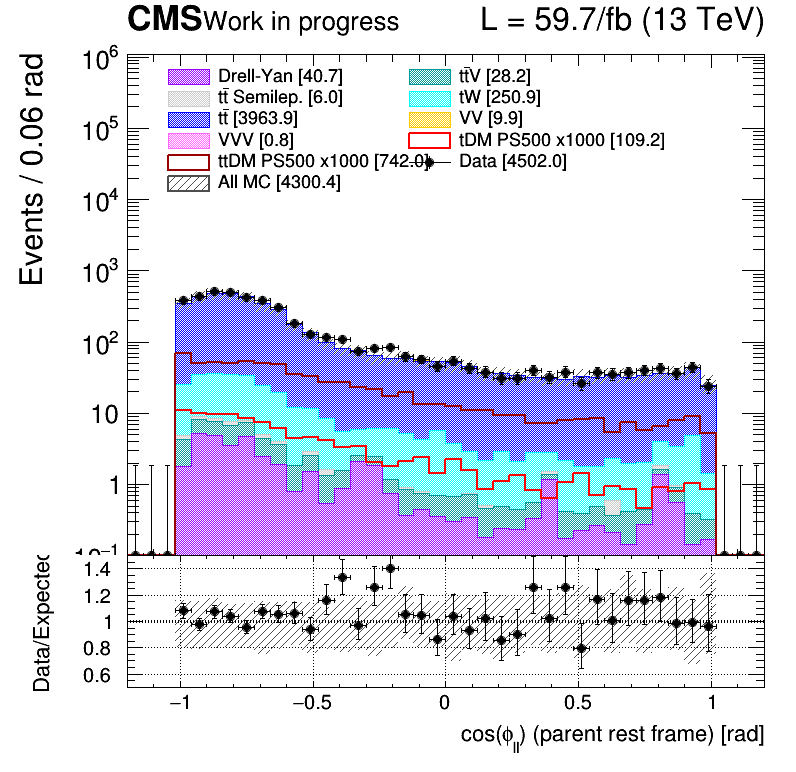 CMS Work in progress L = 59.7/fb (13 TeV)
Events / 0.06 rad
10⁶
10⁵
10⁴
10³
10²
10
1
10⁻¹
Drell-Yan [40.7]
tt̄V [28.2]
tt̄ Semilep. [6.0]
tW [250.9]
tt̄ [3963.9]
VV [9.9]
VVV [0.8]
tDM PS500 x1000 [109.2]
ttDM PS500 x1000 [742.0]
Data [4502.0]
All MC [4300.4]
Data/Expected
1.4
1.2
1
0.8
0.6
−1 −0.5 0 0.5 1
cos(ϕ_ll) (parent rest frame) [rad]